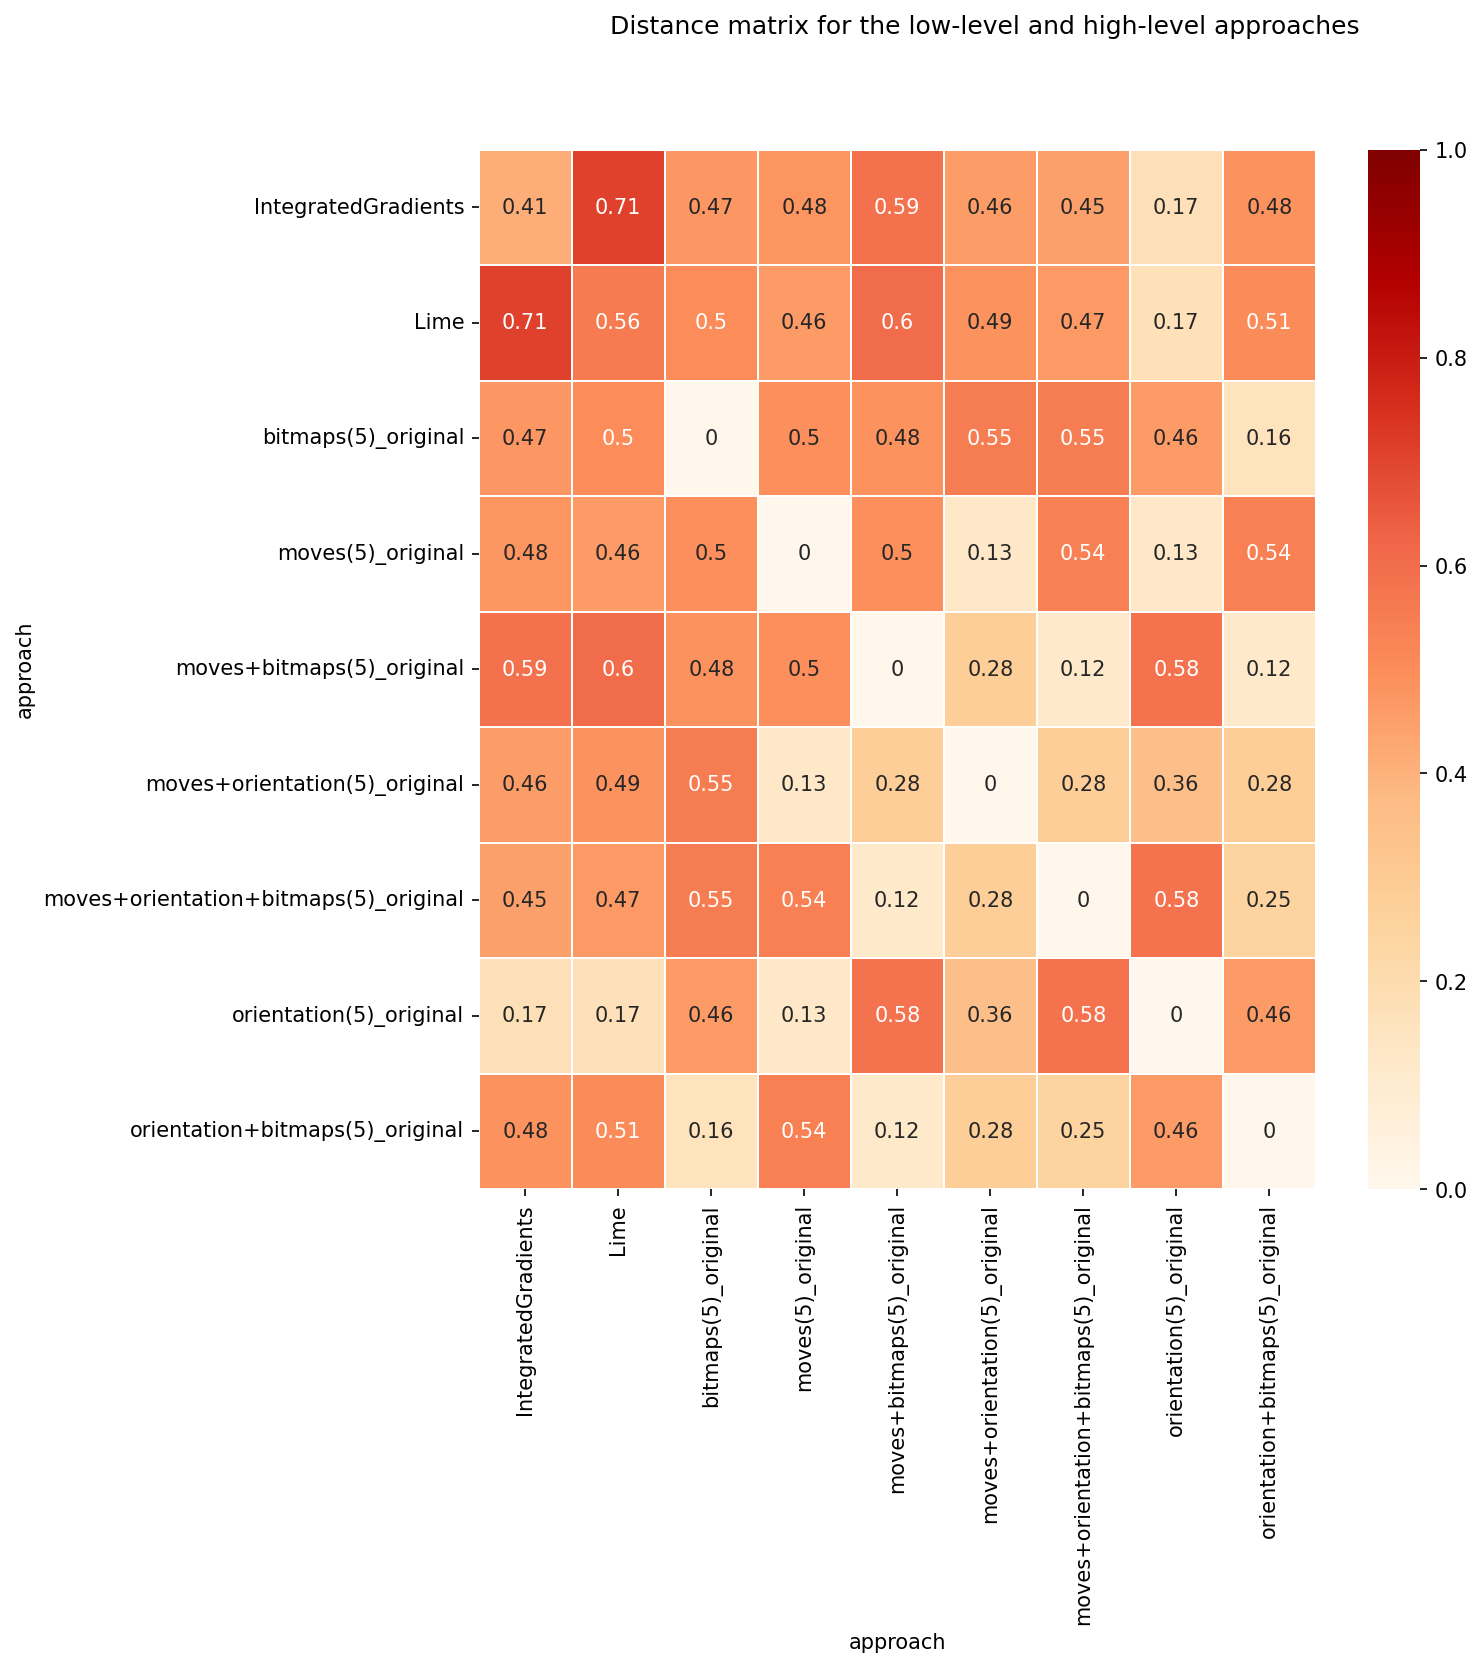 Distance matrix for the low-level and high-level approaches
IntegratedGradients 0.41 0.71 0.47 0.48 0.59 0.46 0.45 0.17 0.48
Lime 0.71 0.56 0.5 0.46 0.6 0.49 0.47 0.17 0.51
bitmaps(5)_original 0.47 0.5 0 0.5 0.48 0.55 0.55 0.46 0.16
moves(5)_original 0.48 0.46 0.5 0 0.5 0.13 0.54 0.13 0.54
moves+bitmaps(5)_original 0.59 0.6 0.48 0.5 0 0.28 0.12 0.58 0.12
moves+orientation(5)_original 0.46 0.49 0.55 0.13 0.28 0 0.28 0.36 0.28
moves+orientation+bitmaps(5)_original 0.45 0.47 0.55 0.54 0.12 0.28 0 0.58 0.25
orientation(5)_original 0.17 0.17 0.46 0.13 0.58 0.36 0.58 0 0.46
orientation+bitmaps(5)_original 0.48 0.51 0.16 0.54 0.12 0.28 0.25 0.46 0
approach
IntegratedGradients
Lime
bitmaps(5)_original
moves(5)_original
moves+bitmaps(5)_original
moves+orientation(5)_original
moves+orientation+bitmaps(5)_original
orientation(5)_original
orientation+bitmaps(5)_original
approach
1.0
0.8
0.6
0.4
0.2
0.0